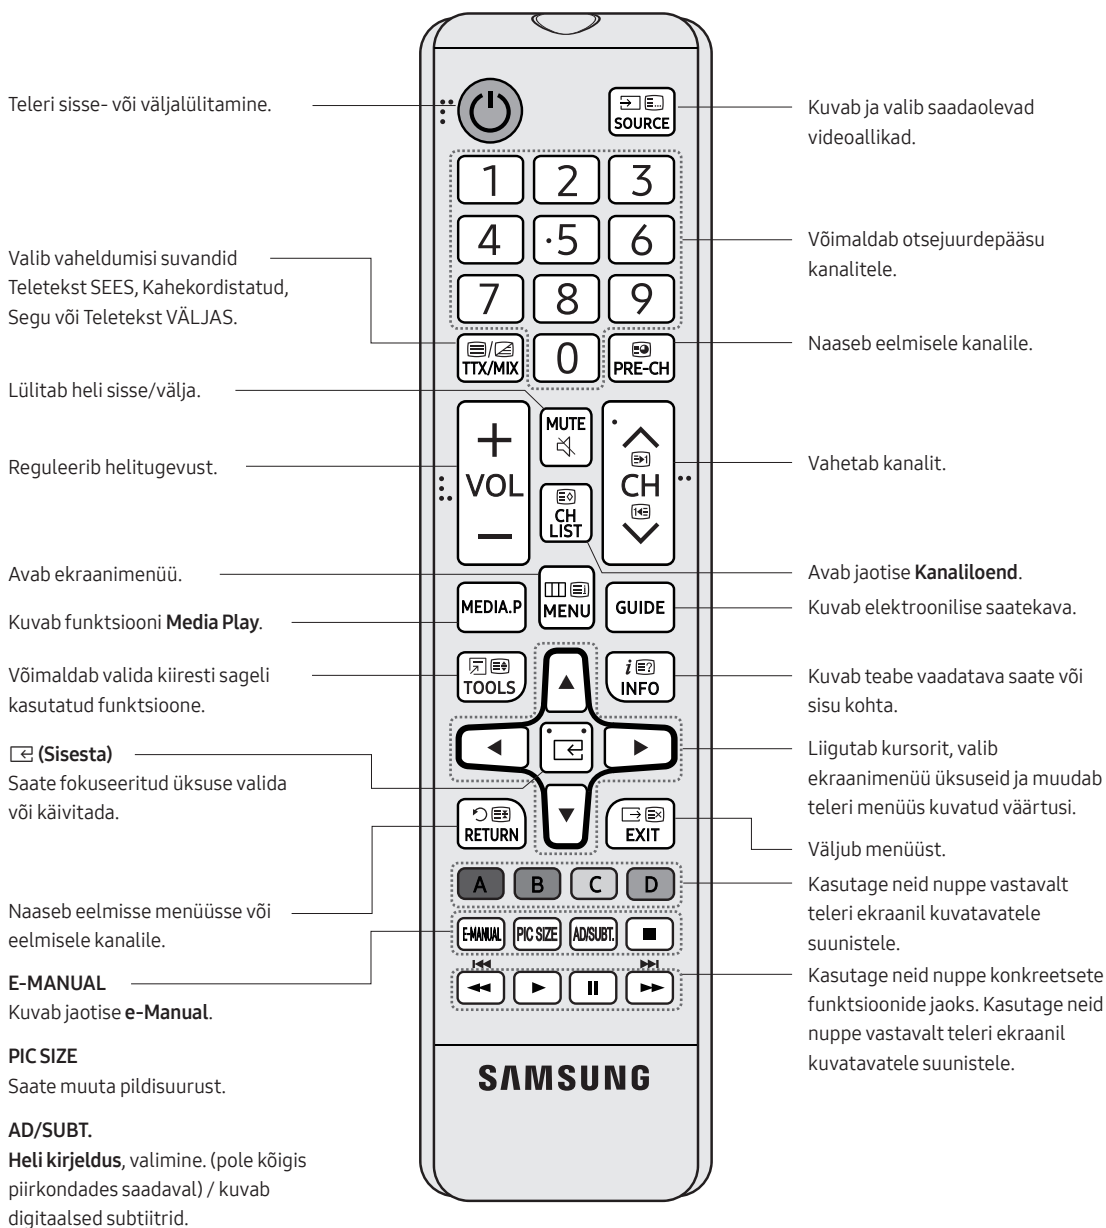 Teleri sisse- või väljalülitamine.
Valib vaheldumisi suvandid
Teletekst SEES, Kahekordistatud,
Segu või Teletekst VÄLJAS.
Lülitab heli sisse/välja.
Reguleerib helitugevust.
Avab ekraanimenüü.
Kuvab funktsiooni Media Play.
Võimaldab valida kiiresti sageli
kasutatud funktsioone.
(Sisesta)
Saate fokuseeritud üksuse valida
või käivitada.
Naaseb eelmisse menüüsse või
eelmisele kanalile.
E-MANUAL
Kuvab jaotise e-Manual.
PIC SIZE
Saate muuta pildisuurust.
AD/SUBT.
Heli kirjeldus, valimine. (pole kõigis
piirkondades saadaval) / kuvab
digitaalsed subtiitrid.
SOURCE
1 2 3
4 5 6
7 8 9
TTX/MIX 0 PRE-CH
MUTE
VOL
CH
CH
LIST
MEDIA.P MENU GUIDE
TOOLS INFO
RETURN EXIT
A B C D
E-MANUAL PIC SIZE AD/SUBT.
SAMSUNG
Kuvab ja valib saadaolevad
videoallikad.
Võimaldab otsejuurdepääsu
kanalitele.
Naaseb eelmisele kanalile.
Vahetab kanalit.
Avab jaotise Kanaliloend.
Kuvab elektroonilise saatekava.
Kuvab teabe vaadatava saate või
sisu kohta.
Liigutab kursorit, valib
ekraanimenüü üksuseid ja muudab
teleri menüüs kuvatud väärtusi.
Väljub menüüst.
Kasutage neid nuppe vastavalt
teleri ekraanil kuvatavatele
suunistele.
Kasutage neid nuppe konkreetsete
funktsioonide jaoks. Kasutage neid
nuppe vastavalt teleri ekraanil
kuvatavatele suunistele.